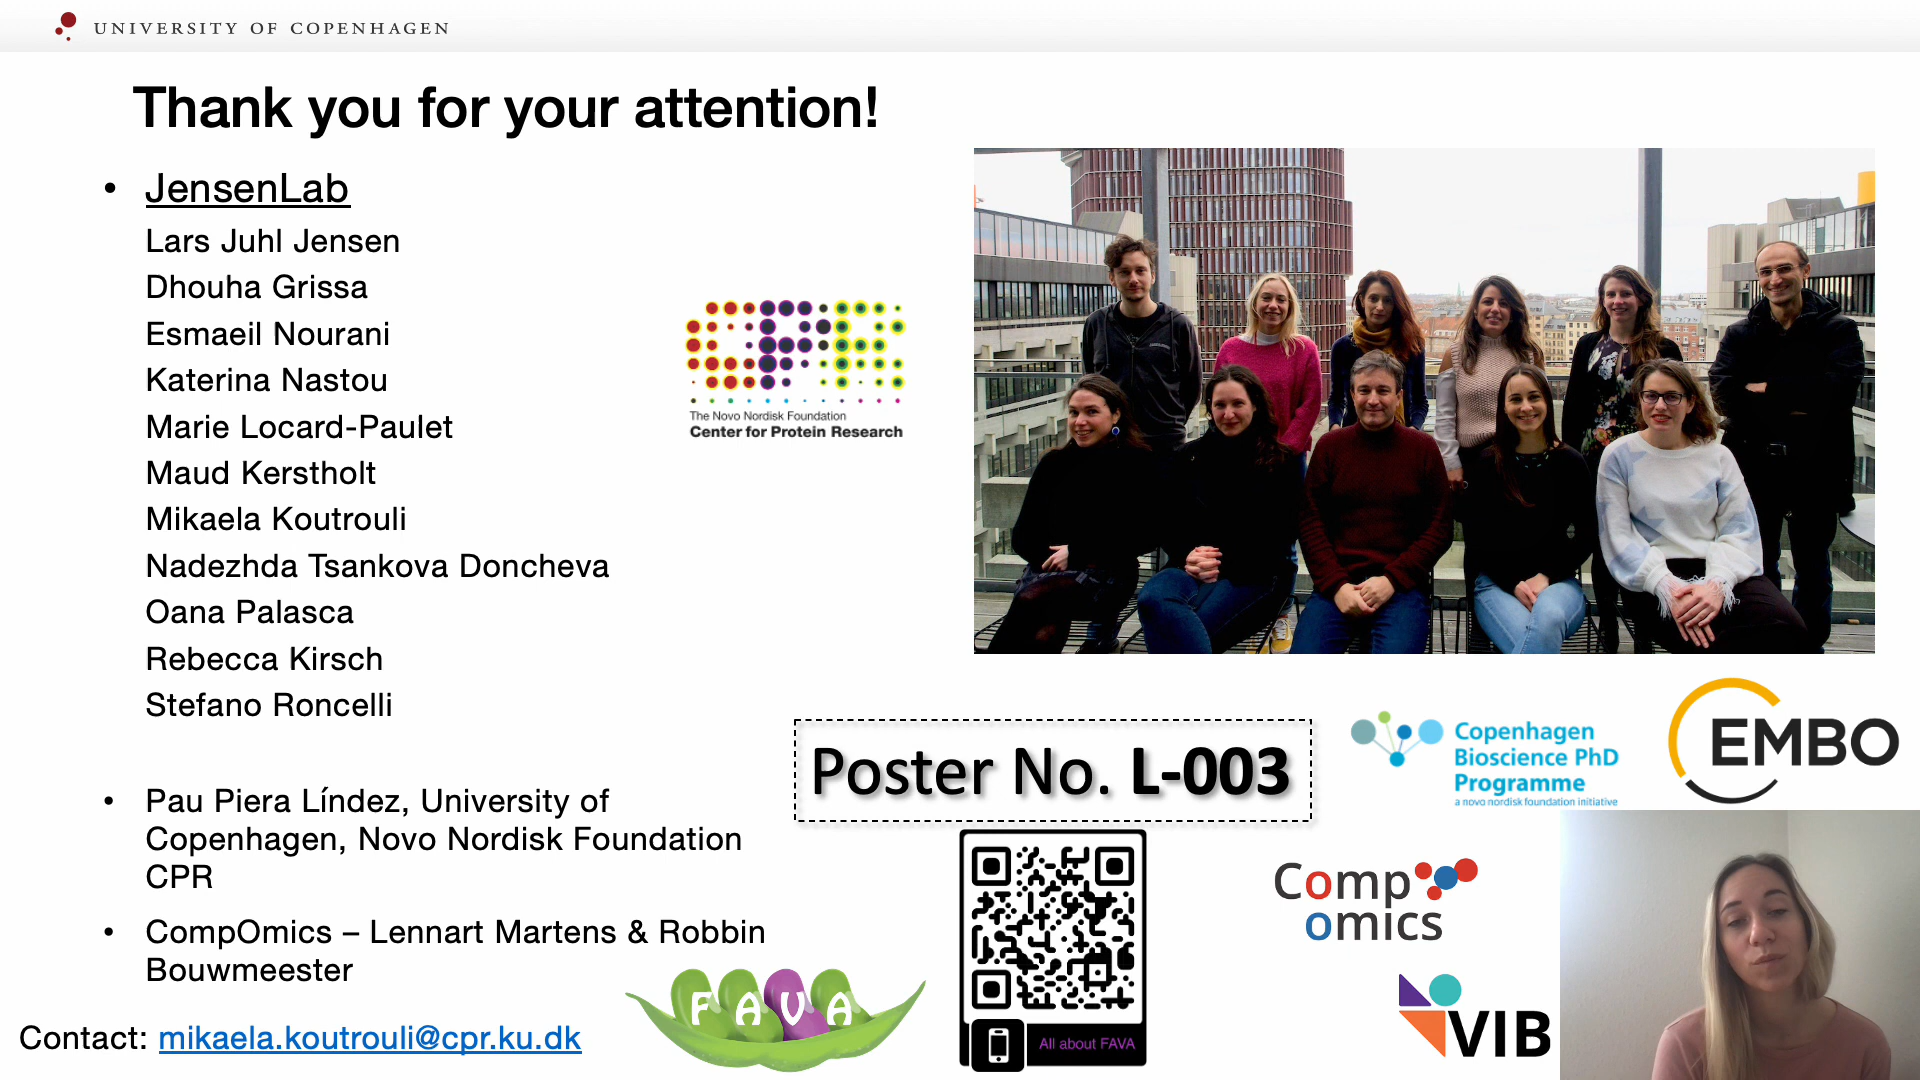 UNIVERSITY OF COPENHAGEN
Thank you for your attention!
• JensenLab
Lars Juhl Jensen
Dhouha Grissa
Esmaeil Nourani
Katerina Nastou
Marie Locard-Paulet
Maud Kerstholt
Mikaela Koutrouli
Nadezhda Tsankova Doncheva
Oana Palasca
Rebecca Kirsch
Stefano Roncelli
• Pau Piera Líndez, University of
Copenhagen, Novo Nordisk Foundation
CPR
• CompOmics – Lennart Martens & Robbin
Bouwmeester
Contact: mikaela.koutrouli@cpr.ku.dk
CPR
The Novo Nordisk Foundation
Center for Protein Research
Poster No. L-003
Copenhagen
Bioscience PhD
Programme
a novo nordisk foundation initiative
EMBO
FAVA
All about FAVA
Comp
omics
VIB